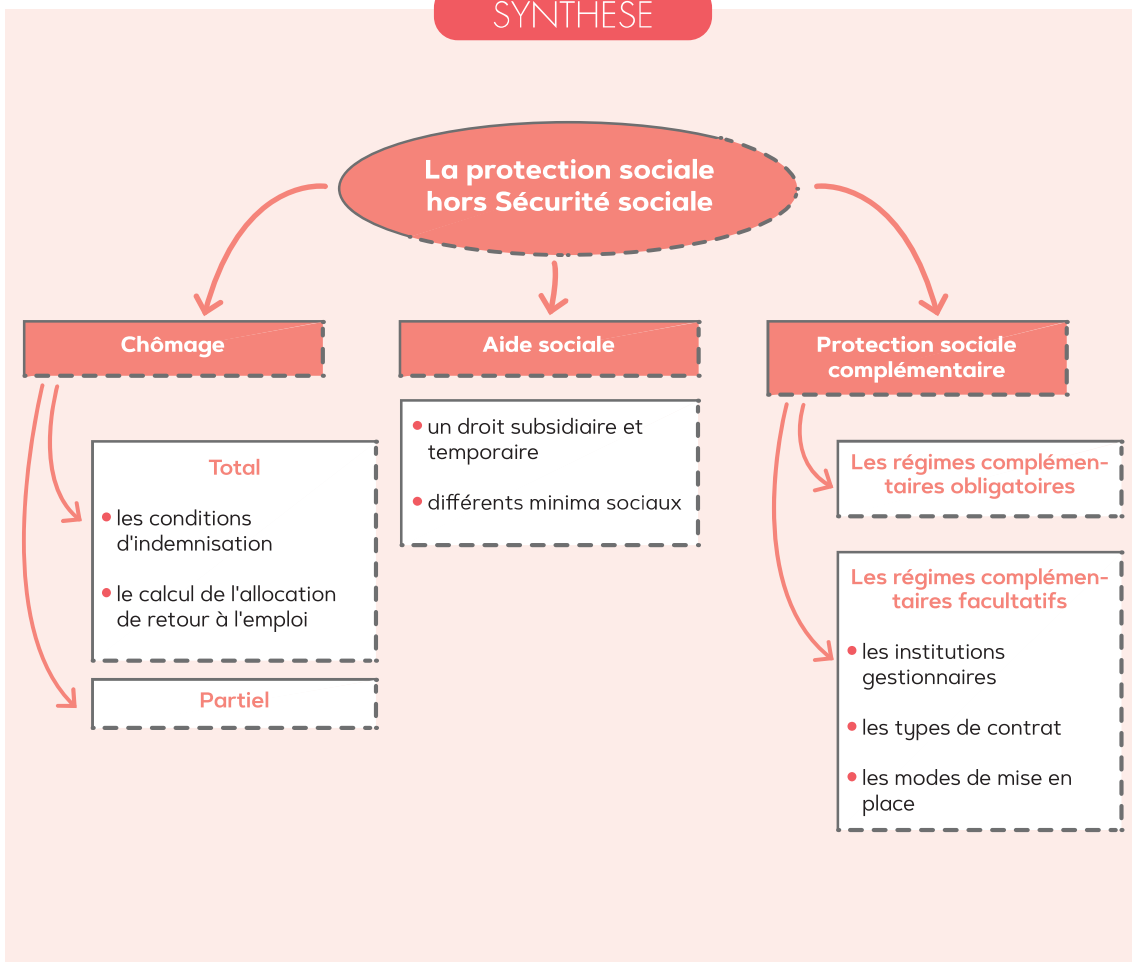 SYNTHÈSE
La protection sociale
hors Sécurité sociale
Chômage
Aide sociale
Protection sociale
complémentaire
Total
• les conditions
d'indemnisation
• le calcul de l'allocation
de retour à l'emploi
Partiel
• un droit subsidiaire et
temporaire
• différents minima sociaux
Les régimes complémen-
taires obligatoires
Les régimes complémen-
taires facultatifs
• les institutions
gestionnaires
• les types de contrat
• les modes de mise en
place